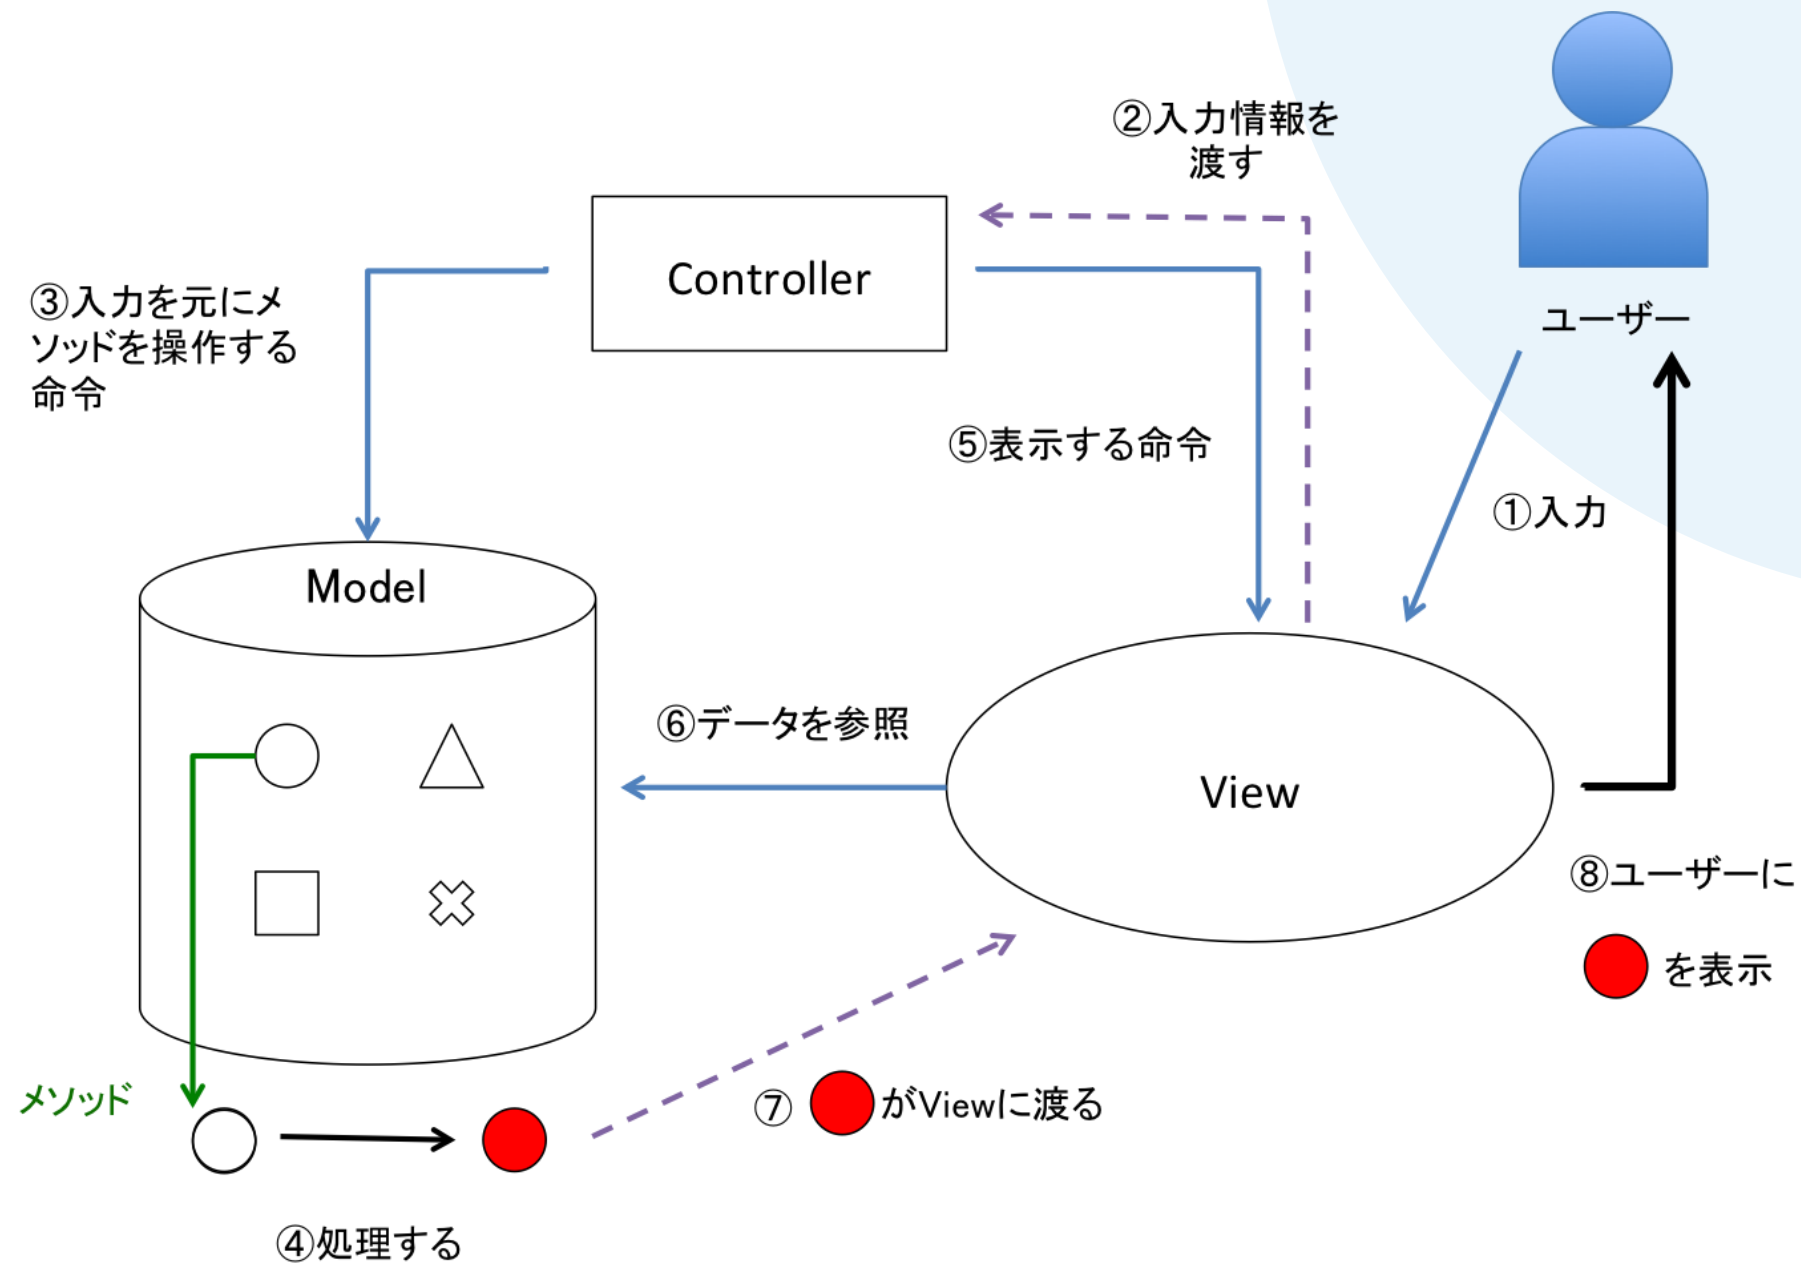 ②入力情報を
渡す
Controller
ユーザー
③入力を元にメ
ソッドを操作する
命令
⑤表示する命令
①入力
Model
⑥データを参照
View
⑧ユーザーに
を表示
メソッド
⑦ がViewに渡る
④処理する